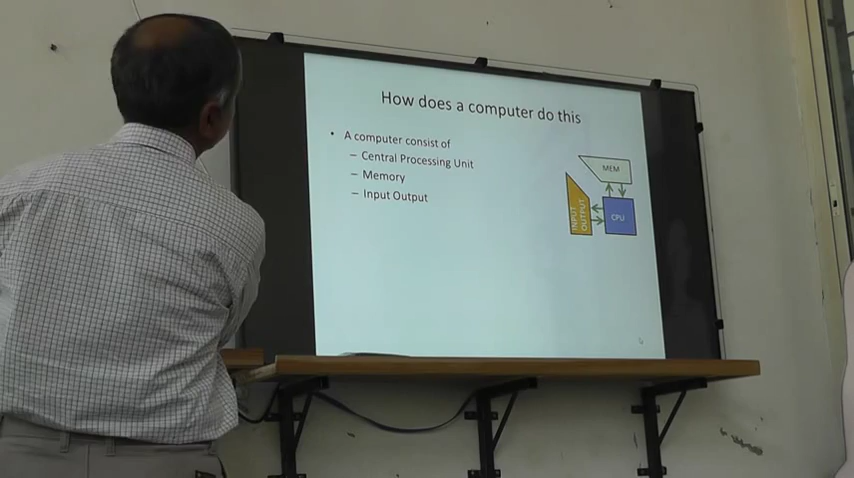 How does a computer do this
• A computer consist of
– Central Processing Unit
– Memory
– Input Output
MEM
INPUT
OUTPUT
CPU